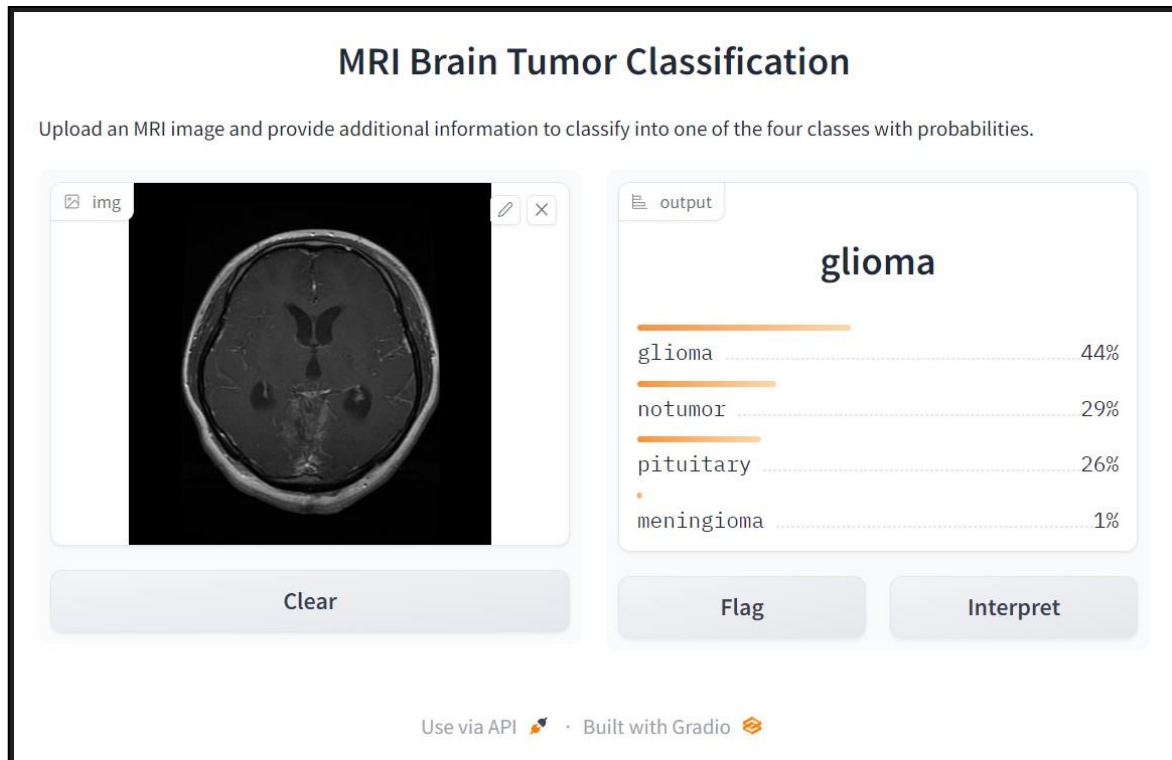 MRI Brain Tumor Classification
Upload an MRI image and provide additional information to classify into one of the four classes with probabilities.
img
Clear
output
glioma
glioma 44%
notumor 29%
pituitary 26%
meningioma 1%
Flag
Interpret
Use via API · Built with Gradio